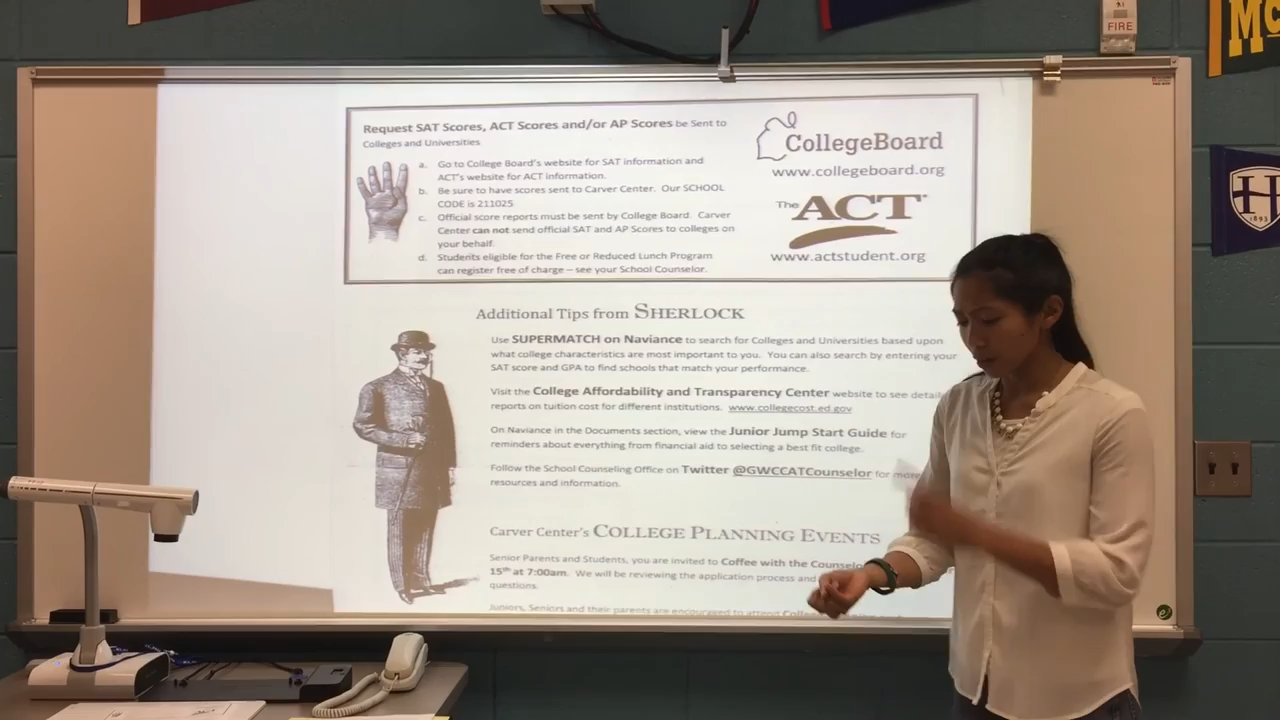 FIRE
Mc
Request SAT Scores, ACT Scores and/or AP Scores be Sent to
Colleges and Universities
a. Go to College Board's website for SAT information and
ACT's website for ACT information.
b. Be sure to have scores sent to Carver Center. Our SCHOOL
CODE is 211025
c. Official score reports must be sent by College Board. Carver
Center can not send official SAT and AP Scores to colleges on
your behalf.
d. Students eligible for the Free or Reduced Lunch Program
can register free of charge – see your School Counselor.
CollegeBoard
www.collegeboard.org
The ACT
www.actstudent.org
H
1893
Additional Tips from SHERLOCK
Use SUPERMATCH on Naviance to search for Colleges and Universities based upon
what college characteristics are most important to you. You can also search by entering your
SAT score and GPA to find schools that match your performance.
Visit the College Affordability and Transparency Center website to see detail
reports on tuition cost for different institutions. www.collegecost.ed.gov
On Naviance in the Documents section, view the Junior Jump Start Guide for
reminders about everything from financial aid to selecting a best fit college.
Follow the School Counseling Office on Twitter @GWCCATCounselor for more
resources and information.
Carver Center's COLLEGE PLANNING EVENTS
Senior Parents and Students, you are invited to Coffee with the Counselo
15th at 7:00am. We will be reviewing the application process and
questions.
Juniors, Seniors and their parents are encouraged to attend